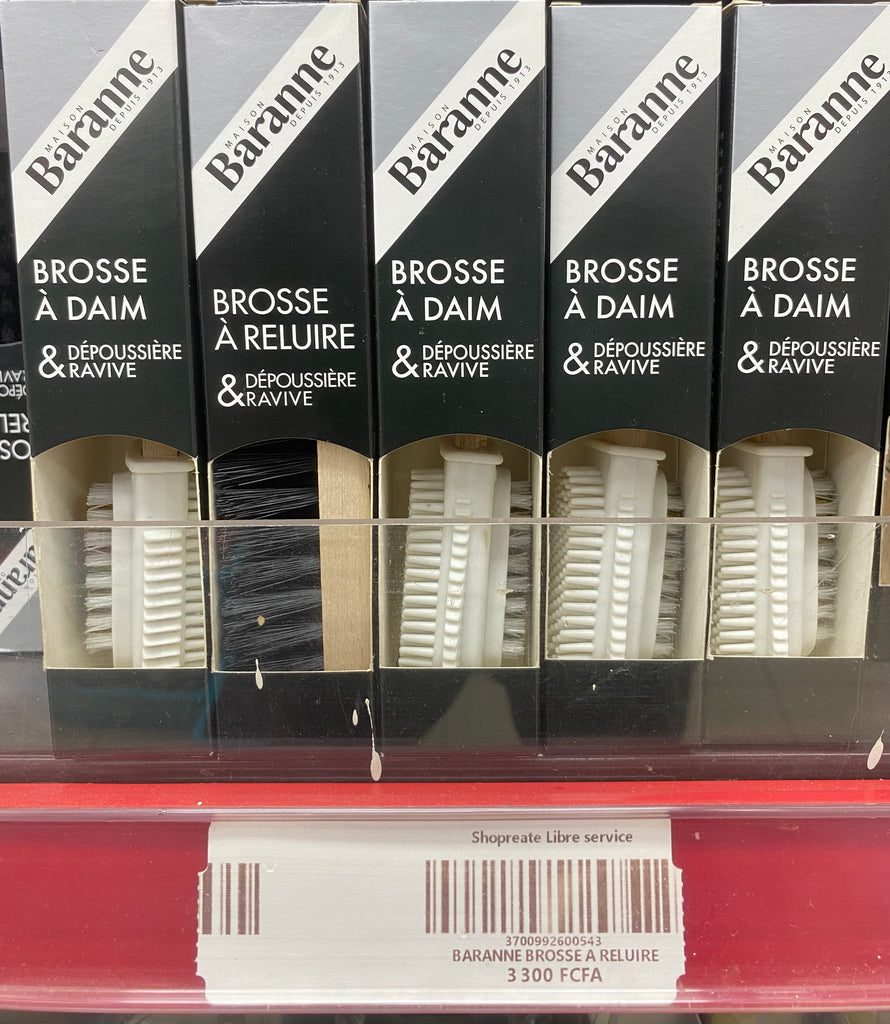 MAISON
Baranne
DEPUIS 1913
BROSSE
À DAIM
& DÉPOUSSIÈRE
RAVIVE
MAISON
Baranne
DEPUIS 1913
BROSSE
À RELUIRE
& DÉPOUSSIÈRE
RAVIVE
MAISON
Baranne
DEPUIS 1913
BROSSE
À DAIM
& DÉPOUSSIÈRE
RAVIVE
MAISON
Baranne
DEPUIS 1913
BROSSE
À DAIM
& DÉPOUSSIÈRE
RAVIVE
MAISON
Baranne
DEPUIS 1913
BROSSE
À DAIM
& DÉPOUSSIÈRE
RAVIVE
Shopreate Libre service
3700992600543
BARANNE BROSSE A RELUIRE
3 300 FCFA